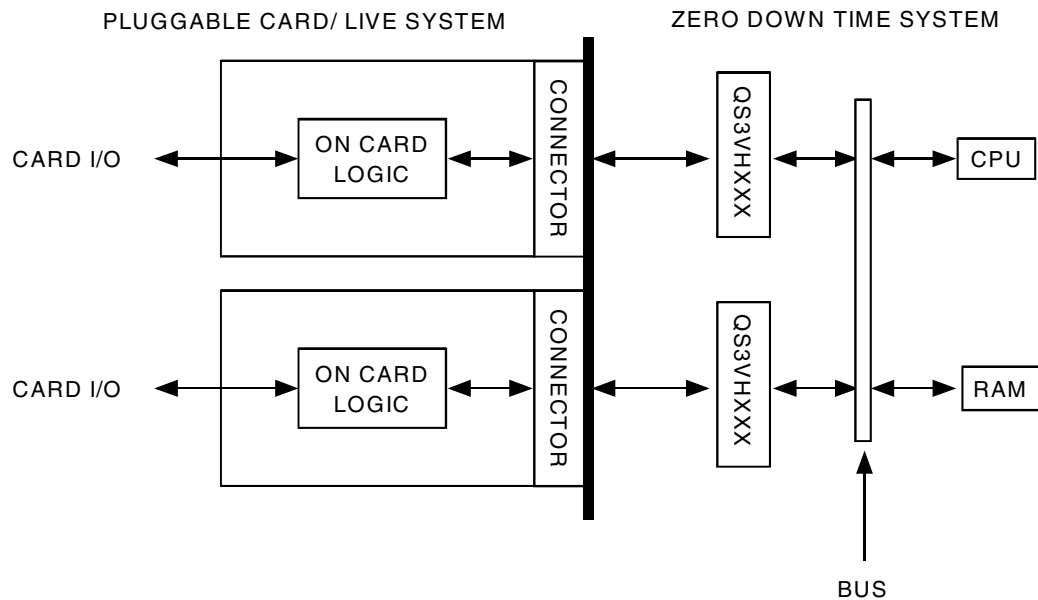 PLUGGABLE CARD/ LIVE SYSTEM
ZERO DOWN TIME SYSTEM
CARD I/O
ON CARD
LOGIC
CONNECTOR
QS3VHXXX
CPU
CARD I/O
ON CARD
LOGIC
CONNECTOR
QS3VHXXX
RAM
BUS